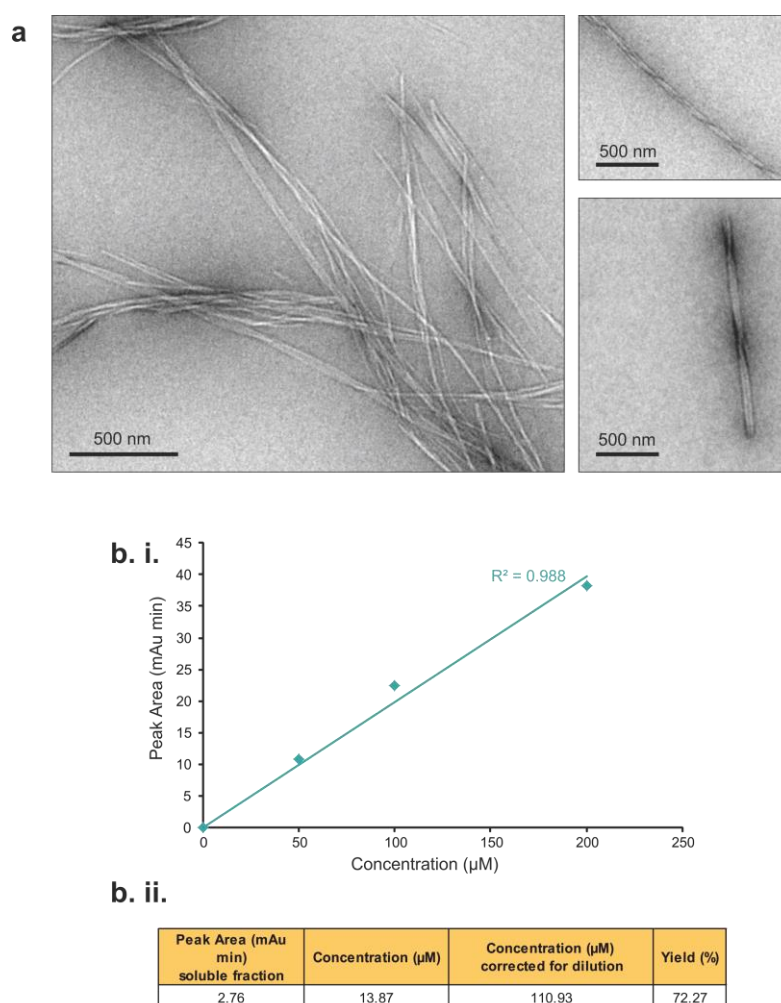 a
500 nm
500 nm
500 nm
b. i.
45
40
35
30
25
20
15
10
5
0
Peak Area (mAu min)
R² = 0.988
0 50 100 150 200 250
Concentration (µM)
b. ii.
Peak Area (mAu
min)
soluble fraction
Concentration (µM)
Concentration (µM)
corrected for dilution
Yield (%)
2.76 13.87 110.93 72.27